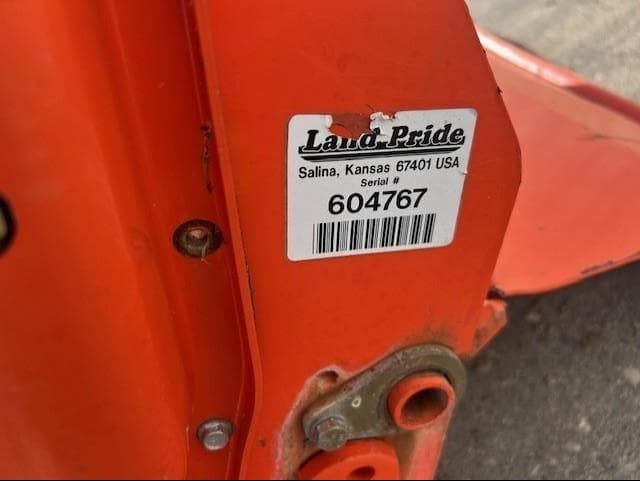 Land Pride
Salina, Kansas 67401 USA
Serial #
604767